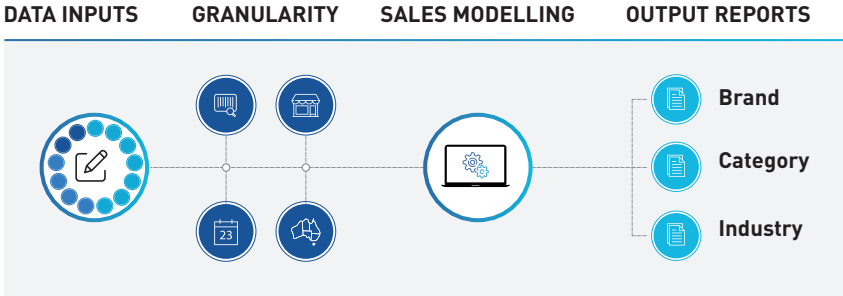 DATA INPUTS
GRANULARITY
SALES MODELLING
OUTPUT REPORTS
Brand
Category
23
Industry